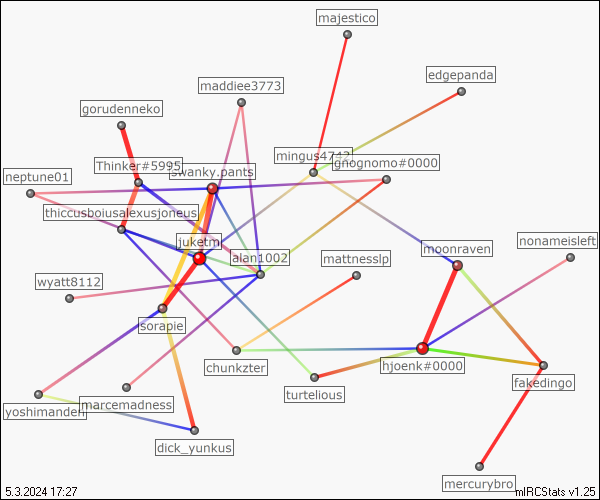 majestico
edgepanda
maddiee3773
gorudenneko
mingus4742
gnognomo#0000
Thinker#5995
swanky.pants
neptune01
thiccusboiusalexusjoneus
juketm
moonraven
nonameisleft
alan1002
mattnesslp
wyatt8112
sorapie
chunkzter
hjoenk#0000
fakedingo
turtelious
yoshimanden
marcemadness
dick_yunkus
mercurybro
5.3.2024 17:27
mIRCStats v1.25